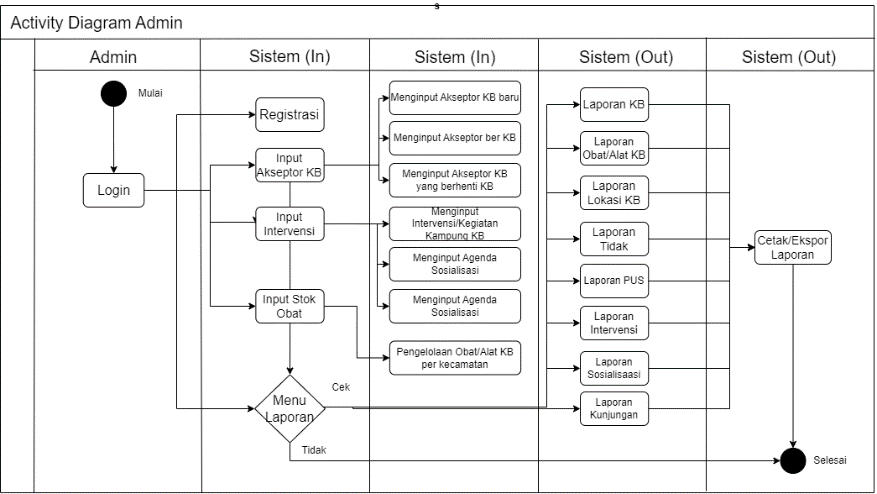 s
Activity Diagram Admin
Admin
Sistem (In)
Sistem (In)
Sistem (Out)
Sistem (Out)
Mulai
Login
Registrasi
Input
Akseptor KB
Input
Intervensi
Input Stok
Obat
Menu
Laporan
Cek
Tidak
Menginput Akseptor KB baru
Menginput Akseptor ber KB
Menginput Akseptor KB
yang berhenti KB
Menginput
Intervensi/Kegiatan
Kampung KB
Menginput Agenda
Sosialisasi
Menginput Agenda
Sosialisasi
Pengelolaan Obat/Alat KB
per kecamatan
Laporan KB
Laporan
Obat/Alat KB
Laporan
Lokasi KB
Laporan
Tidak
Laporan PUS
Laporan
Intervensi
Laporan
Sosialisaasi
Laporan
Kunjungan
Cetak/Ekspor
Laporan
Selesai